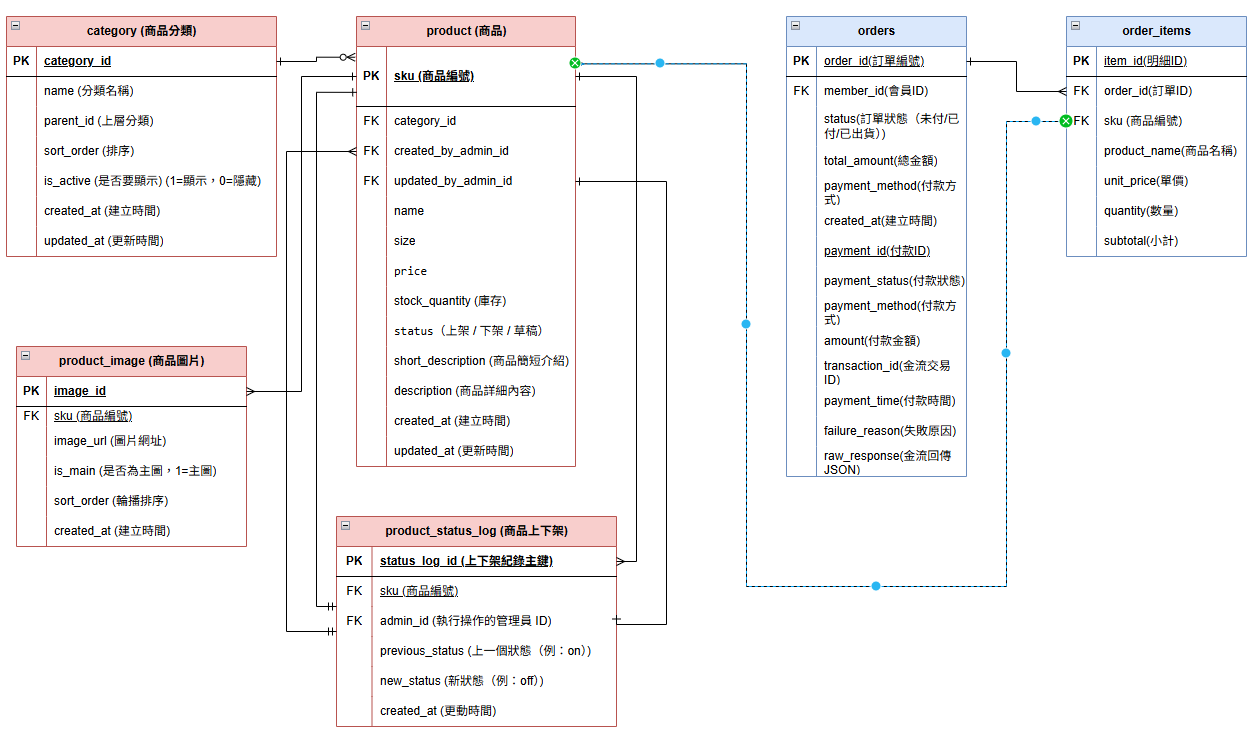 category (商品分類)
PK category_id
name (分類名稱)
parent_id (上層分類)
sort_order (排序)
is_active (是否要顯示) (1=顯示，0=隱藏)
created_at (建立時間)
updated_at (更新時間)
product (商品)
PK sku (商品編號)
FK category_id
FK created_by_admin_id
FK updated_by_admin_id
name
size
price
stock_quantity (庫存)
status（上架 / 下架 / 草稿）
short_description (商品簡短介紹)
description (商品詳細內容)
created_at (建立時間)
updated_at (更新時間)
orders
PK order_id(訂單編號)
FK member_id(會員ID)
status(訂單狀態（未付/已
付/已出貨))
total_amount(總金額)
payment_method(付款方
式)
created_at(建立時間)
payment_id(付款ID)
payment_status(付款狀態)
payment_method(付款方
式)
amount(付款金額)
transaction_id(金流交易
ID)
payment_time(付款時間)
failure_reason(失敗原因)
raw_response(金流回傳
JSON)
order_items
PK item_id(明細ID)
FK order_id(訂單ID)
FK sku (商品編號)
product_name(商品名稱)
unit_price(單價)
quantity(數量)
subtotal(小計)
product_image (商品圖片)
PK image_id
FK sku (商品編號)
image_url (圖片網址)
is_main (是否為主圖，1=主圖)
sort_order (輪播排序)
created_at (建立時間)
product_status_log (商品上下架)
PK status_log_id (上下架紀錄主鍵)
FK sku (商品編號)
FK admin_id (執行操作的管理員 ID)
previous_status (上一個狀態（例：on）)
new_status (新狀態（例：off）)
created_at (更動時間)